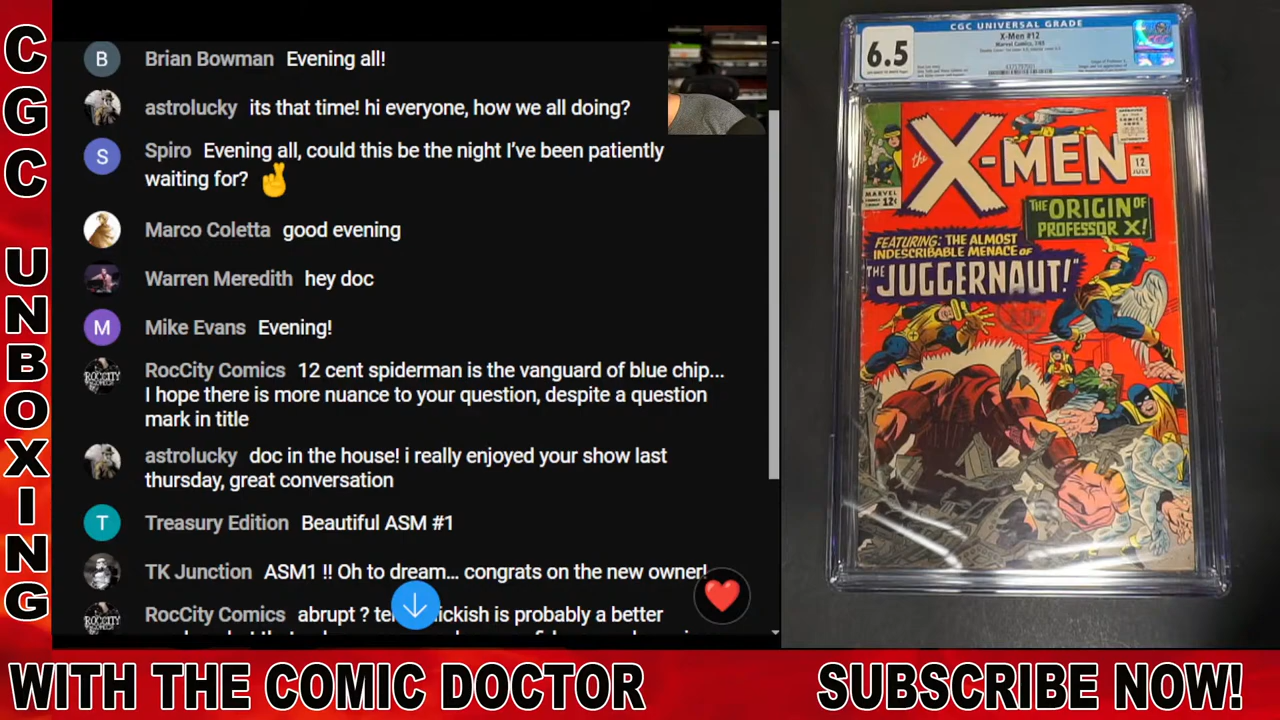 CGC UNBOXING
Brian Bowman Evening all!
astrolucky its that time! hi everyone, how we all doing?
Spiro Evening all, could this be the night I've been patiently
waiting for?
Marco Coletta good evening
Warren Meredith hey doc
Mike Evans Evening!
RocCity Comics 12 cent spiderman is the vanguard of blue chip...
I hope there is more nuance to your question, despite a question
mark in title
astrolucky doc in the house! i really enjoyed your show last
thursday, great conversation
Treasury Edition Beautiful ASM #1
TK Junction ASM1 !! Oh to dream... congrats on the new owner!
RocCity Comics abrupt ? is probably a better
CGC UNIVERSAL GRADE
6.5
X-Men #12
Marvel Comics, 7/65
the X-MEN
MARVEL
COMICS
GROUP
12¢
12
JULY
THE ORIGIN OF
PROFESSOR X!
FEATURING: THE ALMOST
INDESCRIBABLE MENACE OF
"THE JUGGERNAUT!"
WITH THE COMIC DOCTOR
SUBSCRIBE NOW!